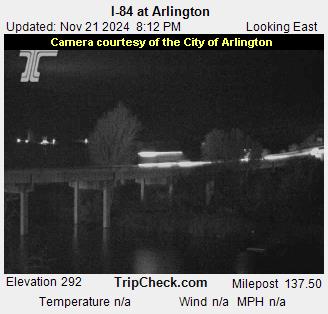 I-84 at Arlington
Updated: Nov 21 2024 8:12 PM Looking East
Camera courtesy of the City of Arlington
Elevation 292 TripCheck.com Milepost 137.50
Temperature n/a Wind n/a MPH n/a